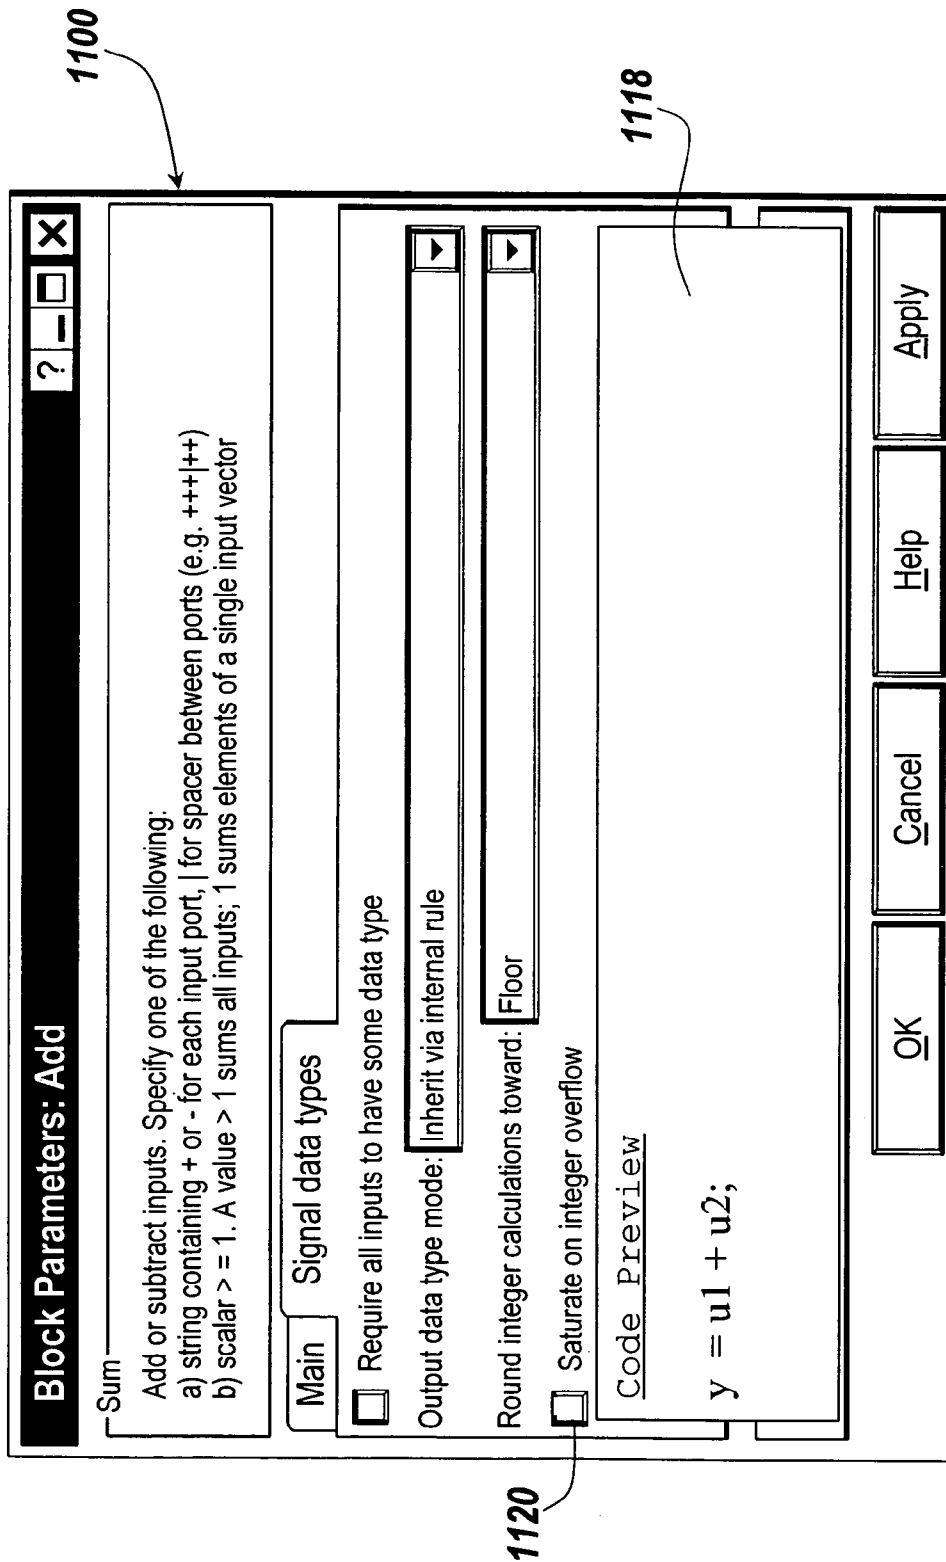 1100
Block Parameters: Add
?
Sum
Add or subtract inputs. Specify one of the following:
a) string containing + or - for each input port, | for spacer between ports (e.g. +++|++)
b) scalar > = 1. A value > 1 sums all inputs; 1 sums elements of a single input vector
Main
Signal data types
Require all inputs to have some data type
Output data type mode: Inherit via internal rule
Round integer calculations toward: Floor
1120
Saturate on integer overflow
1118
Code Preview
y = u1 + u2;
OK
Cancel
Help
Apply